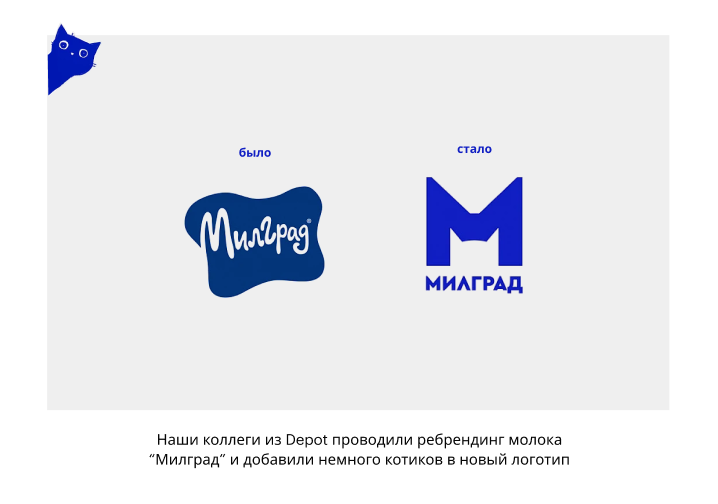 было
стало
Милград®
МИЛГРАД
Наши коллеги из Depot проводили ребрендинг молока
“Милград” и добавили немного котиков в новый логотип